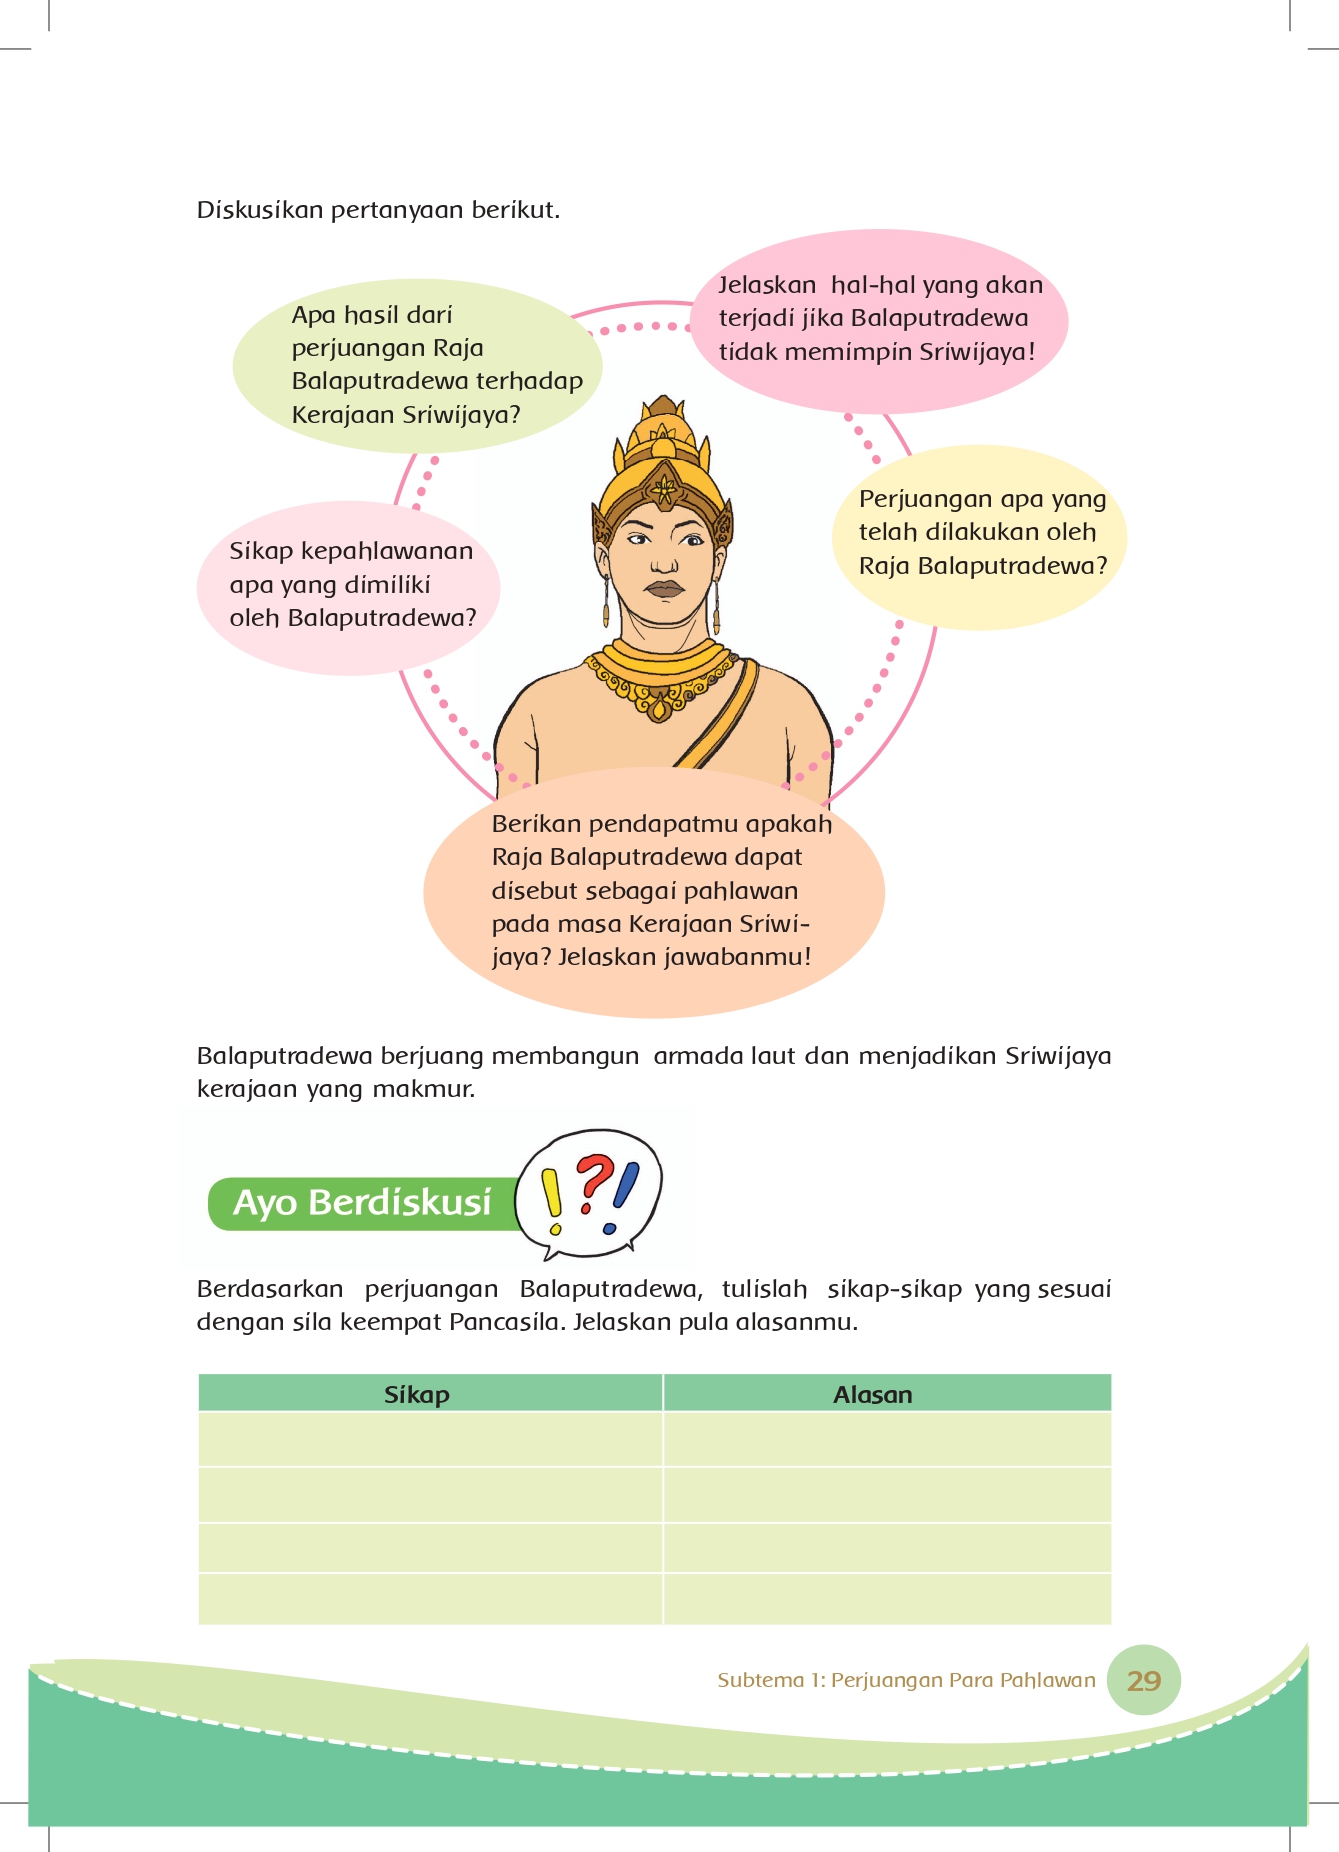 Diskusikan pertanyaan berikut.
Apa hasil dari
perjuangan Raja
Balaputradewa terhadap
Kerajaan Sriwijaya?
Jelaskan hal-hal yang akan
terjadi jika Balaputradewa
tidak memimpin Sriwijaya!
Sikap kepahlawanan
apa yang dimiliki
oleh Balaputradewa?
Perjuangan apa yang
telah dilakukan oleh
Raja Balaputradewa?
Berikan pendapatmu apakah
Raja Balaputradewa dapat
disebut sebagai pahlawan
pada masa Kerajaan Sriwi-
jaya? Jelaskan jawabanmu!
Balaputradewa berjuang membangun armada laut dan menjadikan Sriwijaya
kerajaan yang makmur.
Ayo Berdiskusi
!?!
Berdasarkan perjuangan Balaputradewa, tulislah sikap-sikap yang sesuai
dengan sila keempat Pancasila. Jelaskan pula alasanmu.
Sikap Alasan
Subtema 1: Perjuangan Para Pahlawan 29